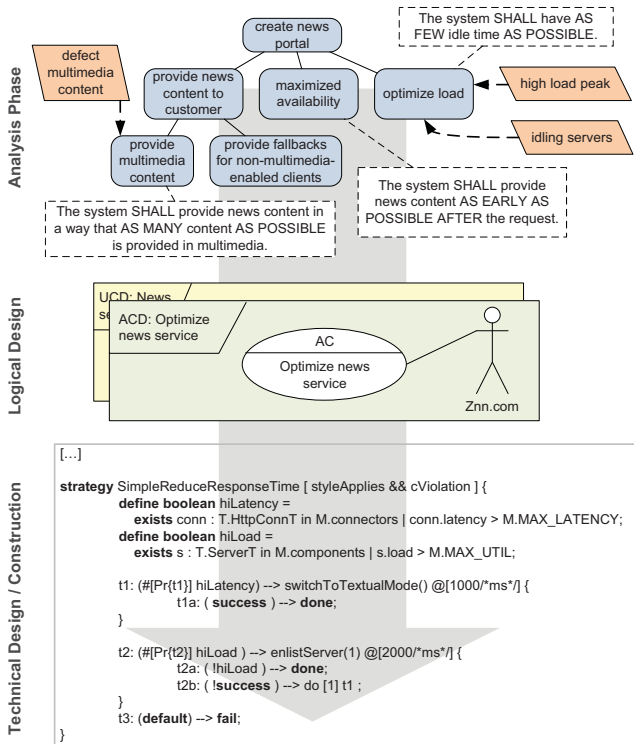 Analysis Phase
create news
portal
The system SHALL have AS
FEW idle time AS POSSIBLE.
defect
multimedia
content
provide news
content to
customer
maximized
availability
optimize load
high load peak
idling servers
provide
multimedia
content
provide fallbacks
for non-multimedia-
enabled clients
The system SHALL provide
news content AS EARLY AS
POSSIBLE AFTER the request.
The system SHALL provide news content in
a way that AS MANY content AS POSSIBLE
is provided in multimedia.
Logical Design
UCD: News
se
ACD: Optimize
news service
AC
Optimize news
service
Znn.com
Technical Design / Construction
[…]
strategy SimpleReduceResponseTime [ styleApplies && cViolation ] {
define boolean hiLatency =
exists conn : T.HttpConnT in M.connectors | conn.latency > M.MAX_LATENCY;
define boolean hiLoad =
exists s : T.ServerT in M.components | s.load > M.MAX_UTIL;
t1: (#[Pr{t1}] hiLatency) --> switchToTextualMode() @[1000/*ms*/] {
t1a: ( success ) --> done;
}
t2: (#[Pr{t2}] hiLoad ) --> enlistServer(1) @[2000/*ms*/] {
t2a: ( !hiLoad ) --> done;
t2b: ( !success ) --> do [1] t1 ;
}
t3: (default) --> fail;
}